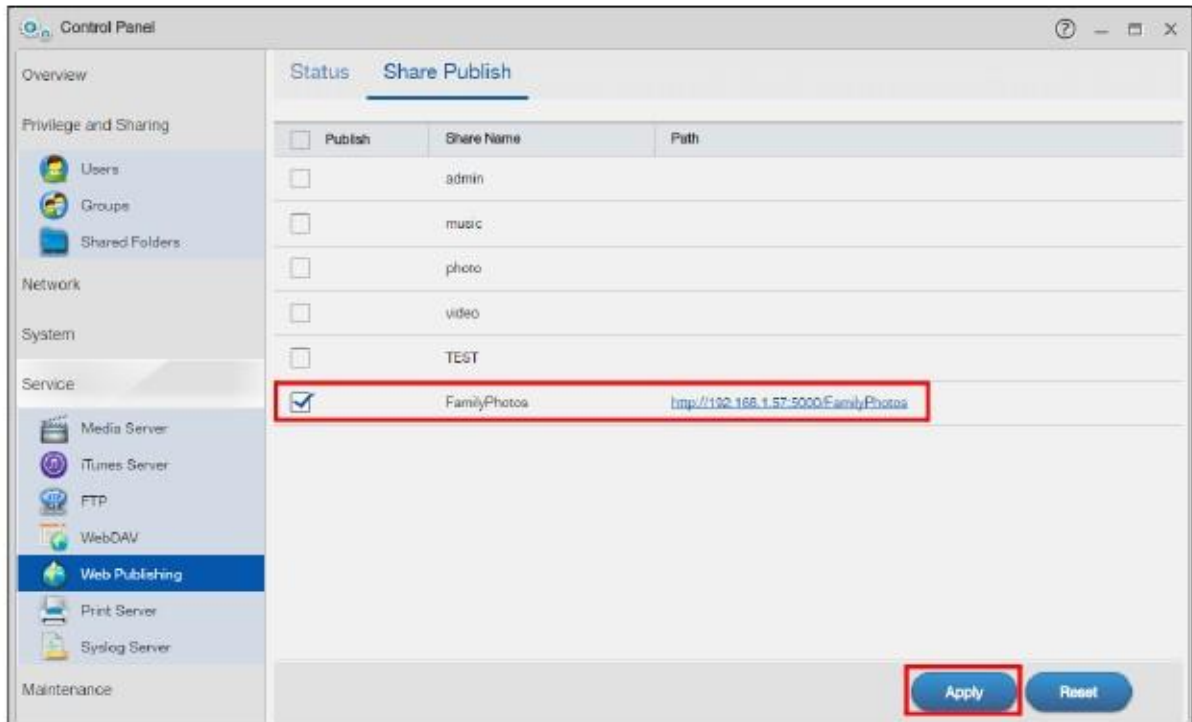 Control Panel
Overview
Privilege and Sharing
Users
Groups
Shared Folders
Network
System
Service
Media Server
iTunes Server
FTP
WebDAV
Web Publishing
Print Server
Syslog Server
Maintenance
Status Share Publish
Publish Share Name Path
admin
music
photo
video
TEST
FamilyPhotos http://192.168.1.57:5000/FamilyPhotos
Apply Reset